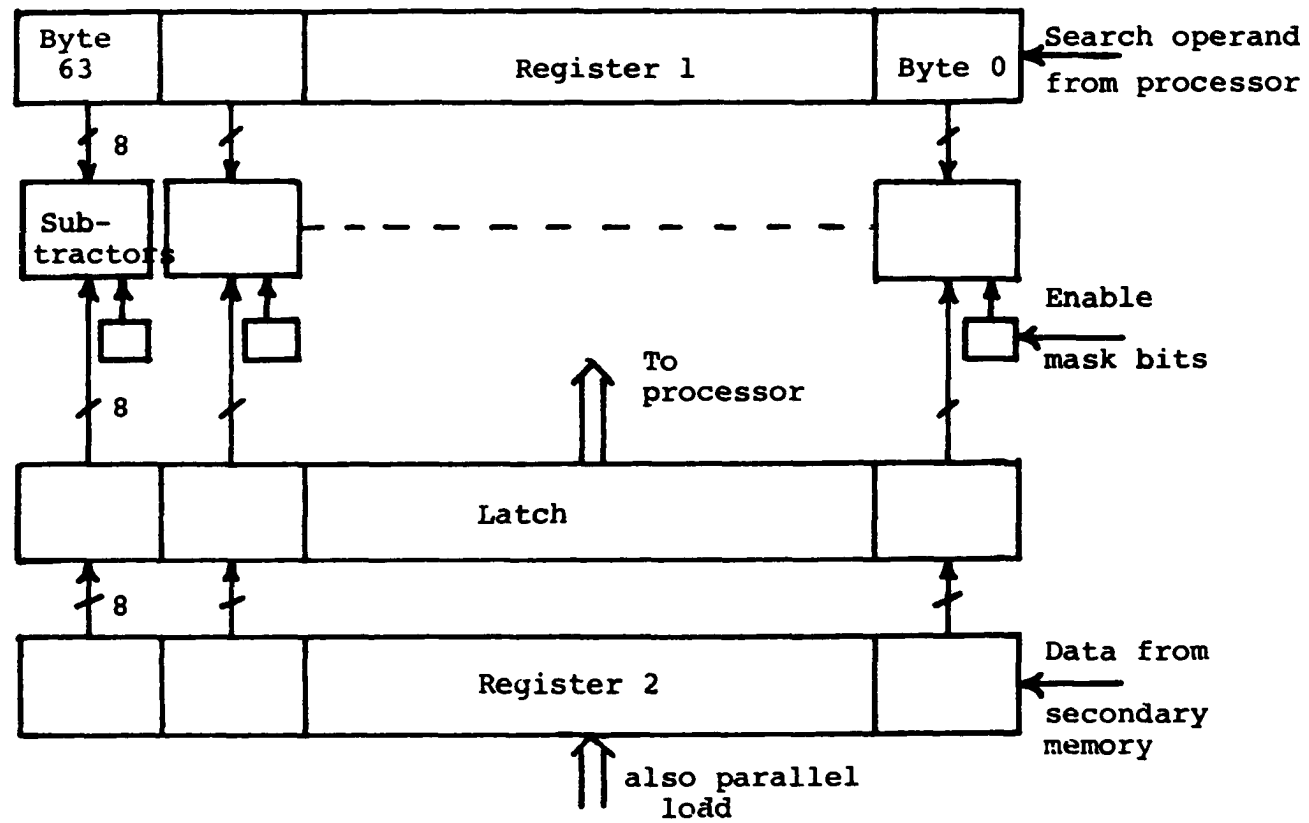 Byte
63
Register 1
Byte 0
Search operand
from processor
8
Sub-
tractors
Enable
mask bits
To
processor
8
Latch
8
Register 2
Data from
secondary
memory
also parallel
load